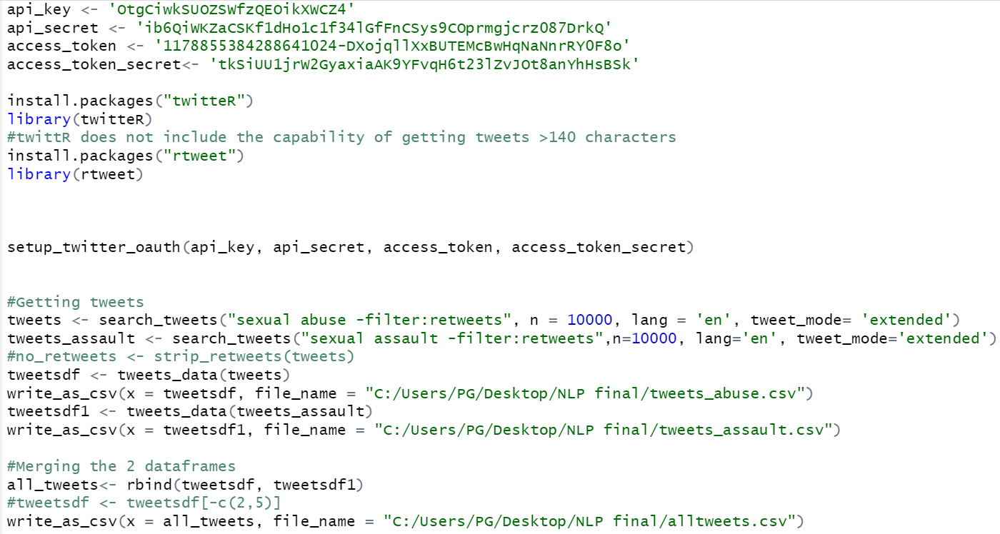 api_key <- 'OtgCiwkSUOZSWfzQEOikXWCZ4'
api_secret <- 'ib6QiWKZaCSKf1dHo1c1f34lGfFnCSys9COprmgjcrzO87DrkQ'
access_token <- '1178855384288641024-DXojqllXxBUTEMcBwHqNaNnrRYOF8o'
access_token_secret<- 'tkSiUU1jrW2GyaxiaAK9YFvqH6t23lZvJOt8anYhHsBSk'
install.packages("twitteR")
library(twitteR)
#twittR does not include the capability of getting tweets >140 characters
install.packages("rtweet")
library(rtweet)
setup_twitter_oauth(api_key, api_secret, access_token, access_token_secret)
#Getting tweets
tweets <- search_tweets("sexual abuse -filter:retweets", n = 10000, lang = 'en', tweet_mode= 'extended')
tweets_assault <- search_tweets("sexual assault -filter:retweets",n=10000, lang='en', tweet_mode='extended')
#no_retweets <- strip_retweets(tweets)
tweetsdf <- tweets_data(tweets)
write_as_csv(x = tweetsdf, file_name = "C:/Users/PG/Desktop/NLP final/tweets_abuse.csv")
tweetsdf1 <- tweets_data(tweets_assault)
write_as_csv(x = tweetsdf1, file_name = "C:/Users/PG/Desktop/NLP final/tweets_assault.csv")
#Merging the 2 dataframes
all_tweets<- rbind(tweetsdf, tweetsdf1)
#tweetsdf <- tweetsdf[-c(2,5)]
write_as_csv(x = all_tweets, file_name = "C:/Users/PG/Desktop/NLP final/alltweets.csv")